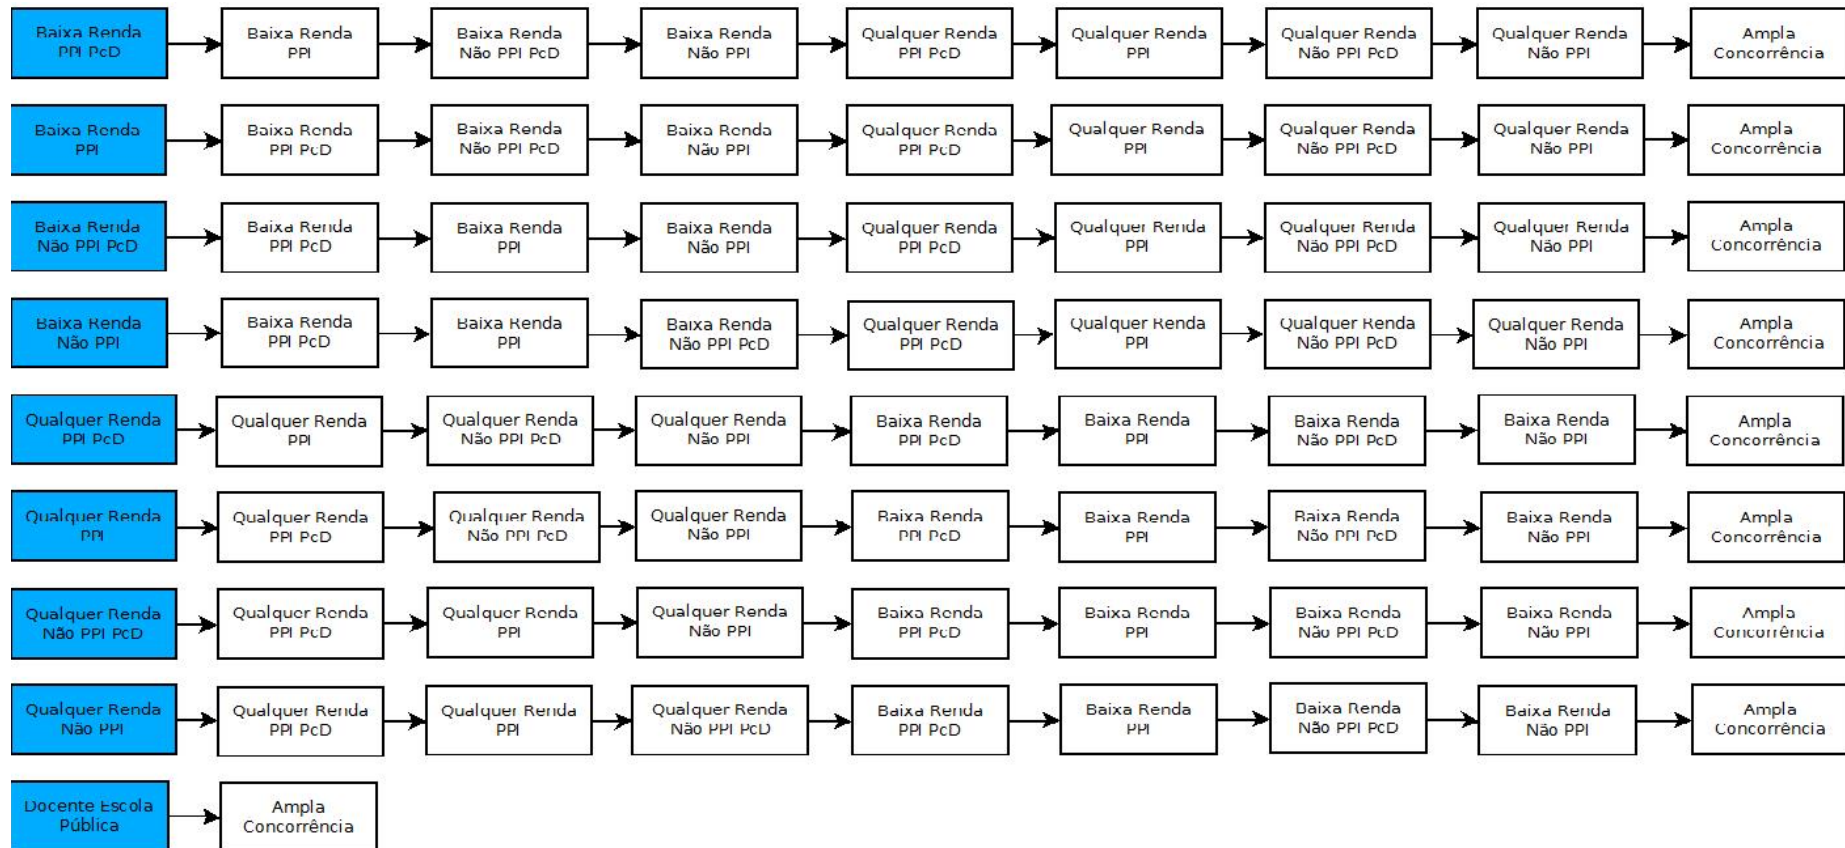 Baixa Renda
PPI PcD
Baixa Renda
PPI
Baixa Renda
Não PPI PcD
Baixa Renda
Não PPI
Qualquer Renda
PPI PcD
Qualquer Renda
PPI
Qualquer Renda
Não PPI PcD
Qualquer Renda
Não PPI
Ampla
Concorrência
Baixa Renda
PPI
Baixa Renda
PPI PcD
Baixa Renda
Não PPI PcD
Baixa Renda
Não PPI
Qualquer Renda
PPI PcD
Qualquer Renda
PPI
Qualquer Renda
Não PPI PcD
Qualquer Renda
Não PPI
Ampla
Concorrência
Baixa Renda
Não PPI PcD
Baixa Renda
PPI PcD
Baixa Renda
PPI
Baixa Renda
Não PPI
Qualquer Renda
PPI PcD
Qualquer Renda
PPI
Qualquer Renda
Não PPI PcD
Qualquer Renda
Não PPI
Ampla
Concorrência
Baixa Renda
Não PPI
Baixa Renda
PPI PcD
Baixa Renda
PPI
Baixa Renda
Não PPI PcD
Qualquer Renda
PPI PcD
Qualquer Renda
PPI
Qualquer Renda
Não PPI PcD
Qualquer Renda
Não PPI
Ampla
Concorrência
Qualquer Renda
PPI PcD
Qualquer Renda
PPI
Qualquer Renda
Não PPI PcD
Qualquer Renda
Não PPI
Baixa Renda
PPI PcD
Baixa Renda
PPI
Baixa Renda
Não PPI PcD
Baixa Renda
Não PPI
Ampla
Concorrência
Qualquer Renda
PPI
Qualquer Renda
PPI PcD
Qualquer Renda
Não PPI PcD
Qualquer Renda
Não PPI
Baixa Renda
PPI PcD
Baixa Renda
PPI
Baixa Renda
Não PPI PcD
Baixa Renda
Não PPI
Ampla
Concorrência
Qualquer Renda
Não PPI PcD
Qualquer Renda
PPI PcD
Qualquer Renda
PPI
Qualquer Renda
Não PPI
Baixa Renda
PPI PcD
Baixa Renda
PPI
Baixa Renda
Não PPI PcD
Baixa Renda
Não PPI
Ampla
Concorrência
Qualquer Renda
Não PPI
Qualquer Renda
PPI PcD
Qualquer Renda
PPI
Qualquer Renda
Não PPI PcD
Baixa Renda
PPI PcD
Baixa Renda
PPI
Baixa Renda
Não PPI PcD
Baixa Renda
Não PPI
Ampla
Concorrência
Docente Escola
Pública
Ampla
Concorrência